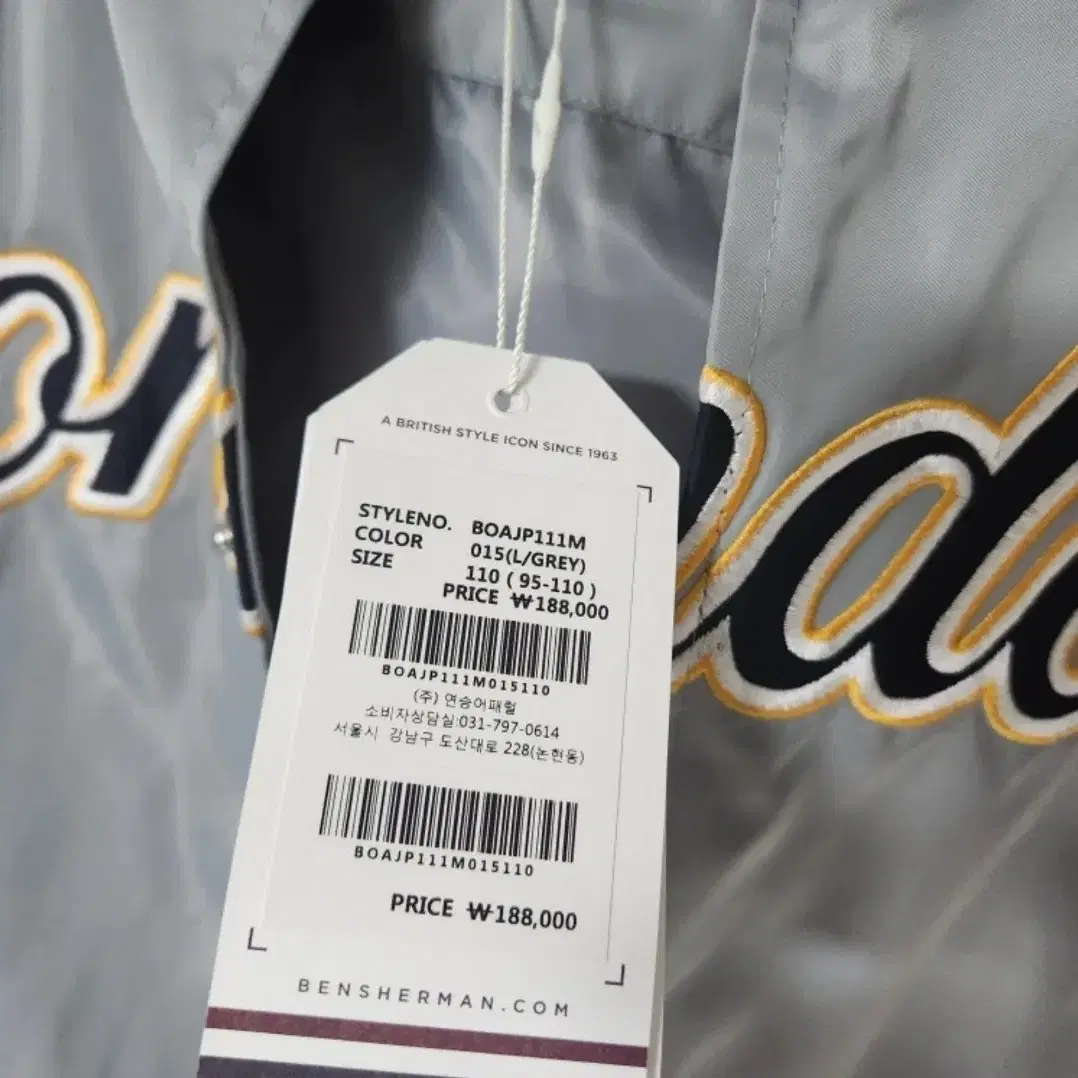 A BRITISH STYLE ICON SINCE 1963
STYLENO. BOAJP111M
COLOR 015(L/GREY)
SIZE 110 ( 95-110 )
PRICE ₩188,000
BOAJP111M015110
(주) 연승어패럴
소비자상담실:031-797-0614
서울시 강남구 도산대로 228(논현동)
BOAJP111M015110
PRICE ₩188,000
BENSHERMAN.COM